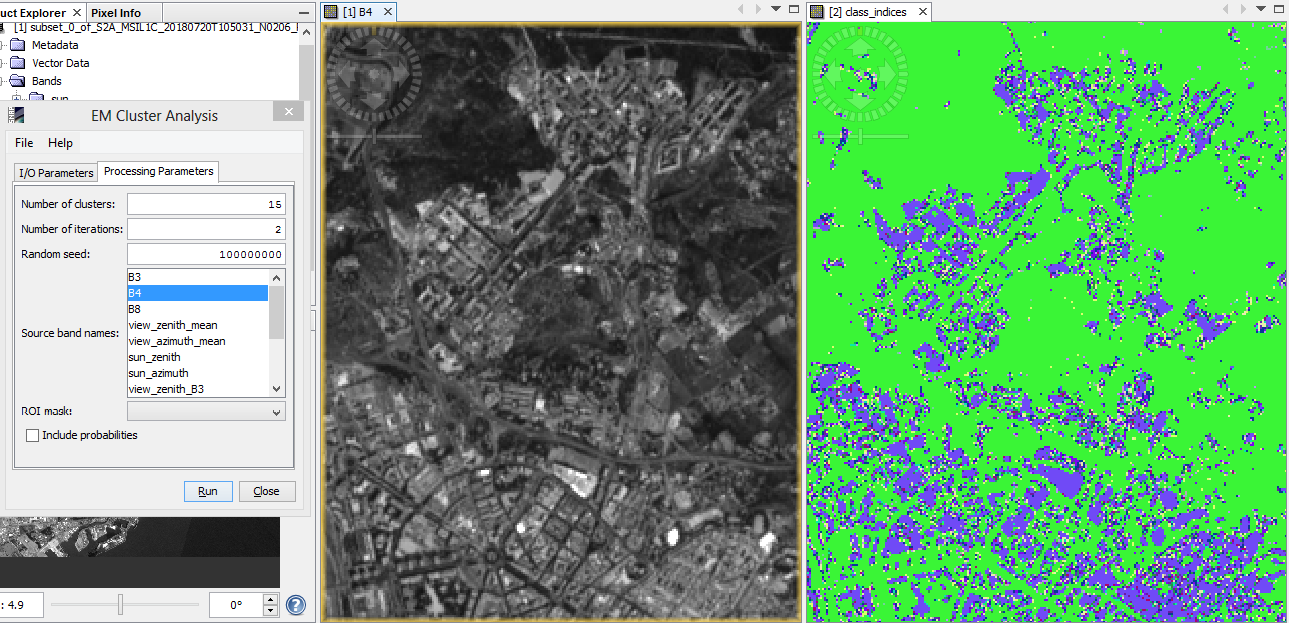 uct Explorer Pixel Info
[1] subset_0_of_S2A_MSIL1C_20180720T105031_N0206_
Metadata
Vector Data
Bands
sun
EM Cluster Analysis
File Help
I/O Parameters Processing Parameters
Number of clusters: 15
Number of iterations: 2
Random seed: 100000000
Source band names:
B3
B4
B8
view_zenith_mean
view_azimuth_mean
sun_zenith
sun_azimuth
view_zenith_B3
ROI mask:
Include probabilities
Run Close
: 4.9 0°
[1] B4
[2] class_indices